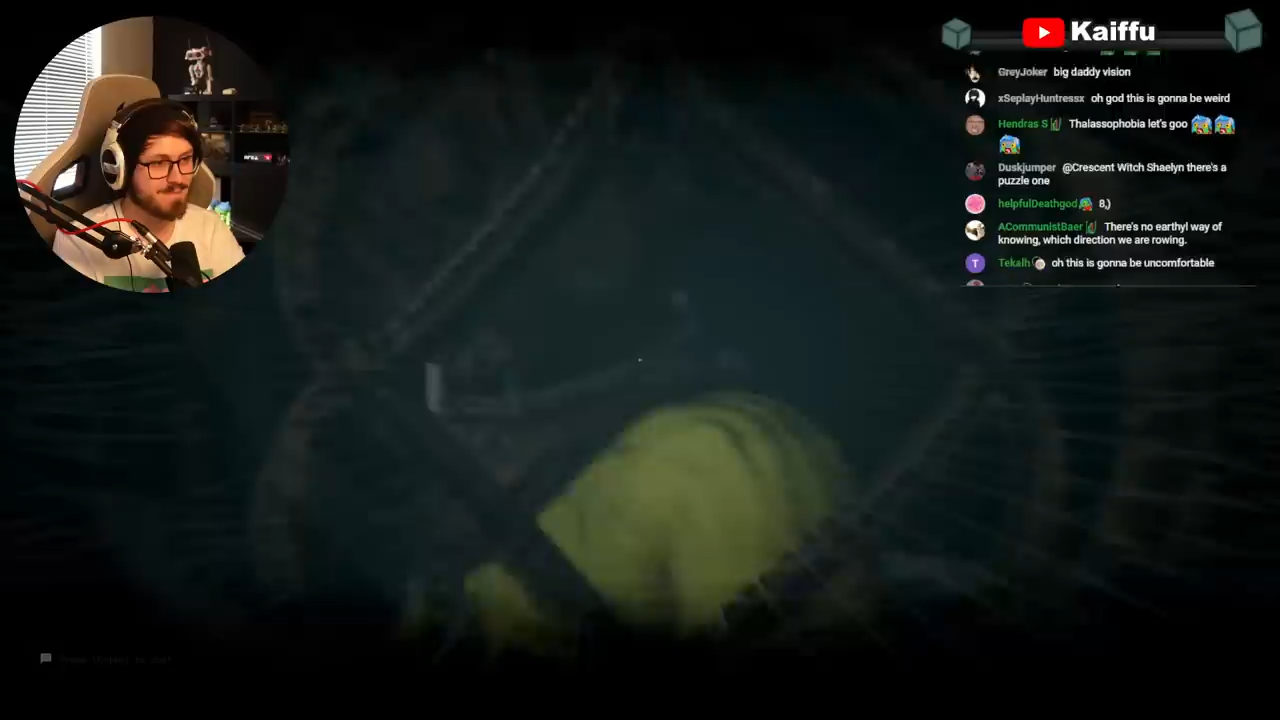 Kaiffu
GreyJoker big daddy vision
xSeplayHuntressx oh god this is gonna be weird
Hendras S Thalassophobia let's goo
Duskjumper @Crescent Witch Shaelyn there's a
puzzle one
helpfulDeathgod 8,)
ACommunistBaer There's no earthyl way of
knowing, which direction we are rowing.
T Tekalh oh this is gonna be uncomfortable